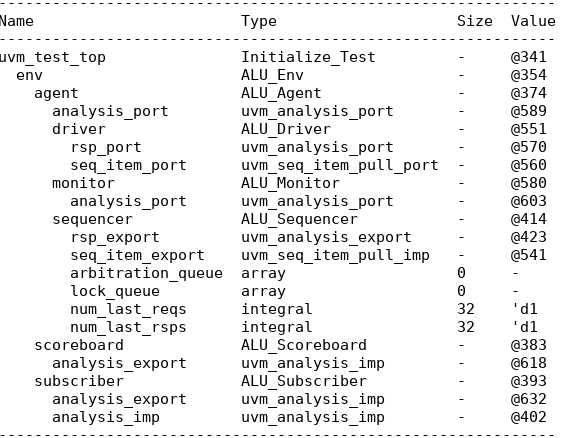 --------------------------------------------------------------
Name                       Type                    Size  Value
--------------------------------------------------------------
uvm_test_top               Initialize_Test         -     @341
  env                      ALU_Env                 -     @354
    agent                  ALU_Agent               -     @374
      analysis_port        uvm_analysis_port       -     @589
      driver               ALU_Driver              -     @551
        rsp_port           uvm_analysis_port       -     @570
        seq_item_port      uvm_seq_item_pull_port  -     @560
      monitor              ALU_Monitor             -     @580
        analysis_port      uvm_analysis_port       -     @603
      sequencer            ALU_Sequencer           -     @414
        rsp_export         uvm_analysis_export     -     @423
        seq_item_export    uvm_seq_item_pull_imp   -     @541
        arbitration_queue  array                   0     -
        lock_queue         array                   0     -
        num_last_reqs      integral                32    'd1
        num_last_rsps      integral                32    'd1
    scoreboard             ALU_Scoreboard          -     @383
      analysis_export      uvm_analysis_imp        -     @618
    subscriber             ALU_Subscriber          -     @393
      analysis_export      uvm_analysis_imp        -     @632
      analysis_imp         uvm_analysis_imp        -     @402
--------------------------------------------------------------